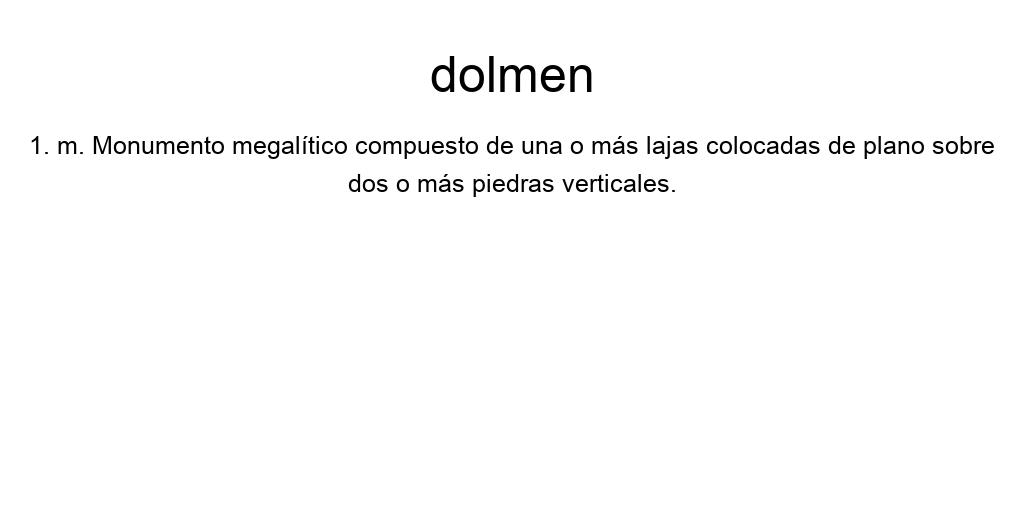 dolmen
1. m. Monumento megalítico compuesto de una o más lajas colocadas de plano sobre
dos o más piedras verticales.